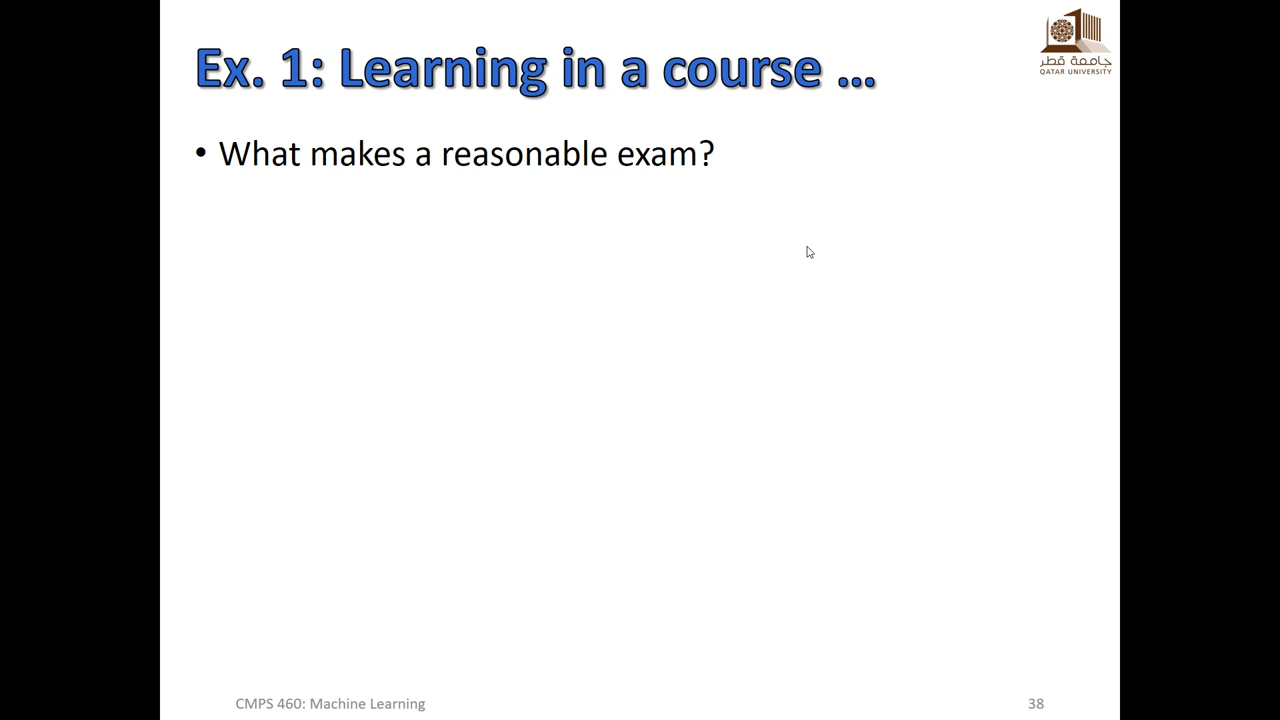 Ex. 1: Learning in a course ...
جامعة قطر
QATAR UNIVERSITY
• What makes a reasonable exam?
CMPS 460: Machine Learning
38